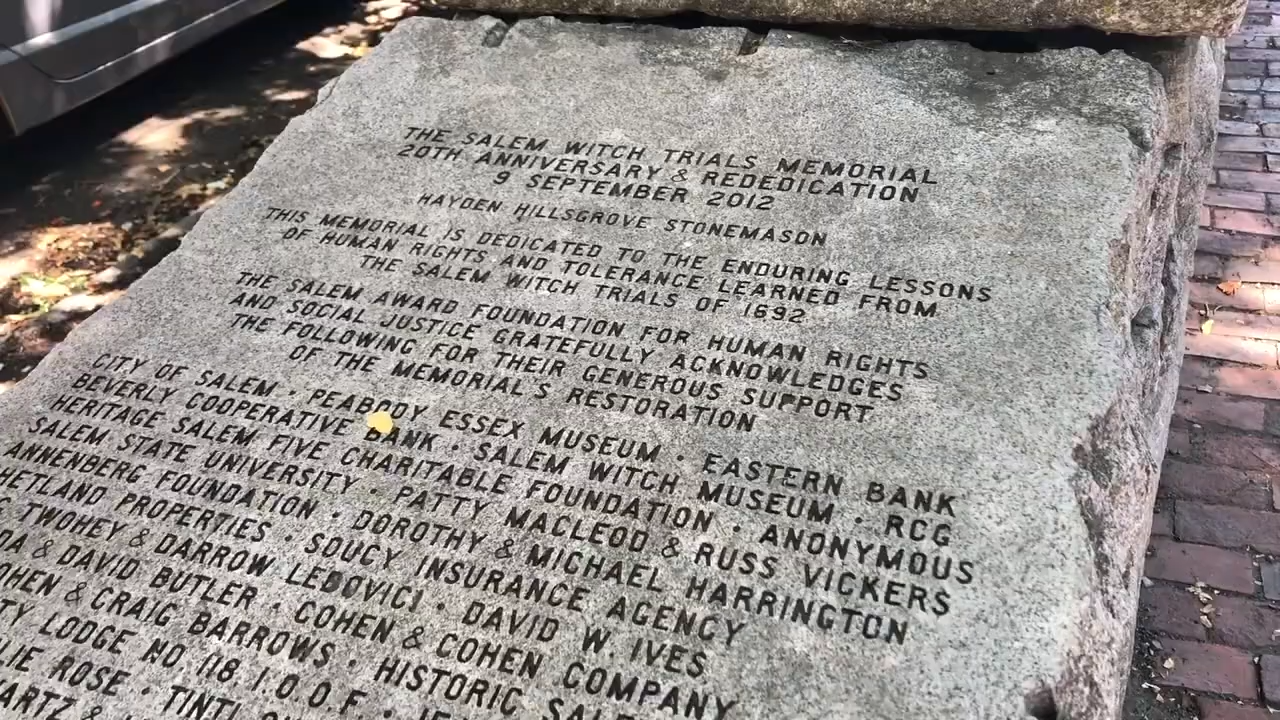 THE SALEM WITCH TRIALS MEMORIAL
20TH ANNIVERSARY & REDEDICATION
9 SEPTEMBER 2012
HAYDEN HILLSGROVE STONEMASON
THIS MEMORIAL IS DEDICATED TO THE ENDURING LESSONS
OF HUMAN RIGHTS AND TOLERANCE LEARNED FROM
THE SALEM WITCH TRIALS OF 1692
THE SALEM AWARD FOUNDATION FOR HUMAN RIGHTS
AND SOCIAL JUSTICE GRATEFULLY ACKNOWLEDGES
THE FOLLOWING FOR THEIR GENEROUS SUPPORT
OF THE MEMORIAL'S RESTORATION
CITY OF SALEM · PEABODY ESSEX MUSEUM · EASTERN BANK
BEVERLY COOPERATIVE BANK · SALEM WITCH MUSEUM · RCG
HERITAGE SALEM FIVE CHARITABLE FOUNDATION · ANONYMOUS
SALEM STATE UNIVERSITY · PATTY MACLEOD & RUSS VICKERS
ANNENBERG FOUNDATION · DOROTHY & MICHAEL HARRINGTON
PROPERTIES · SOUCY INSURANCE AGENCY
TWOHEY & DARROW LEBOVICI · DAVID W. IVES
& DAVID BUTLER · COHEN & COHEN COMPANY
& CRAIG BARROWS · HISTORIC
LODGE NO. 118 I.O.O.F. ·
ROSE ·